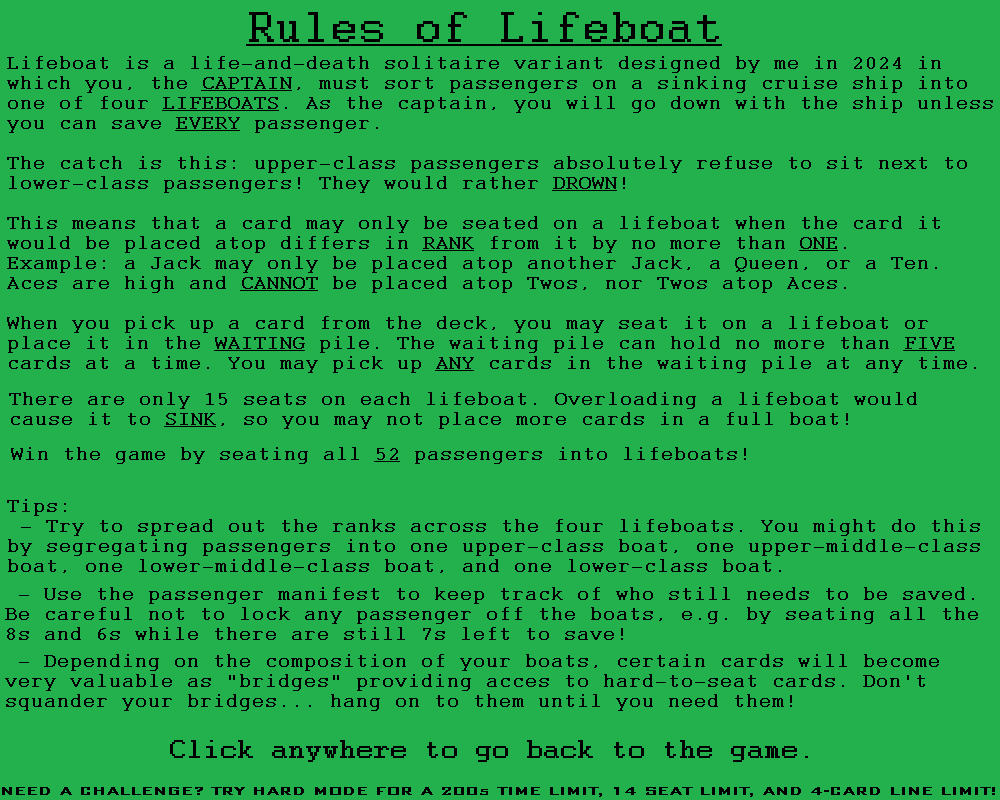 Rules of Lifeboat
Lifeboat is a life-and-death solitaire variant designed by me in 2024 in
which you, the CAPTAIN, must sort passengers on a sinking cruise ship into
one of four LIFEBOATS. As the captain, you will go down with the ship unless
you can save EVERY passenger.
The catch is this: upper-class passengers absolutely refuse to sit next to
lower-class passengers! They would rather DROWN!
This means that a card may only be seated on a lifeboat when the card it
would be placed atop differs in RANK from it by no more than ONE.
Example: a Jack may only be placed atop another Jack, a Queen, or a Ten.
Aces are high and CANNOT be placed atop Twos, nor Twos atop Aces.
When you pick up a card from the deck, you may seat it on a lifeboat or
place it in the WAITING pile. The waiting pile can hold no more than FIVE
cards at a time. You may pick up ANY cards in the waiting pile at any time.
There are only 15 seats on each lifeboat. Overloading a lifeboat would
cause it to SINK, so you may not place more cards in a full boat!
Win the game by seating all 52 passengers into lifeboats!
Tips:
- Try to spread out the ranks across the four lifeboats. You might do this
by segregating passengers into one upper-class boat, one upper-middle-class
boat, one lower-middle-class boat, and one lower-class boat.
- Use the passenger manifest to keep track of who still needs to be saved.
Be careful not to lock any passenger off the boats, e.g. by seating all the
8s and 6s while there are still 7s left to save!
- Depending on the composition of your boats, certain cards will become
very valuable as "bridges" providing acces to hard-to-seat cards. Don't
squander your bridges... hang on to them until you need them!
Click anywhere to go back to the game.
NEED A CHALLENGE? TRY HARD MODE FOR A 200s TIME LIMIT, 14 SEAT LIMIT, AND 4-CARD LINE LIMIT!